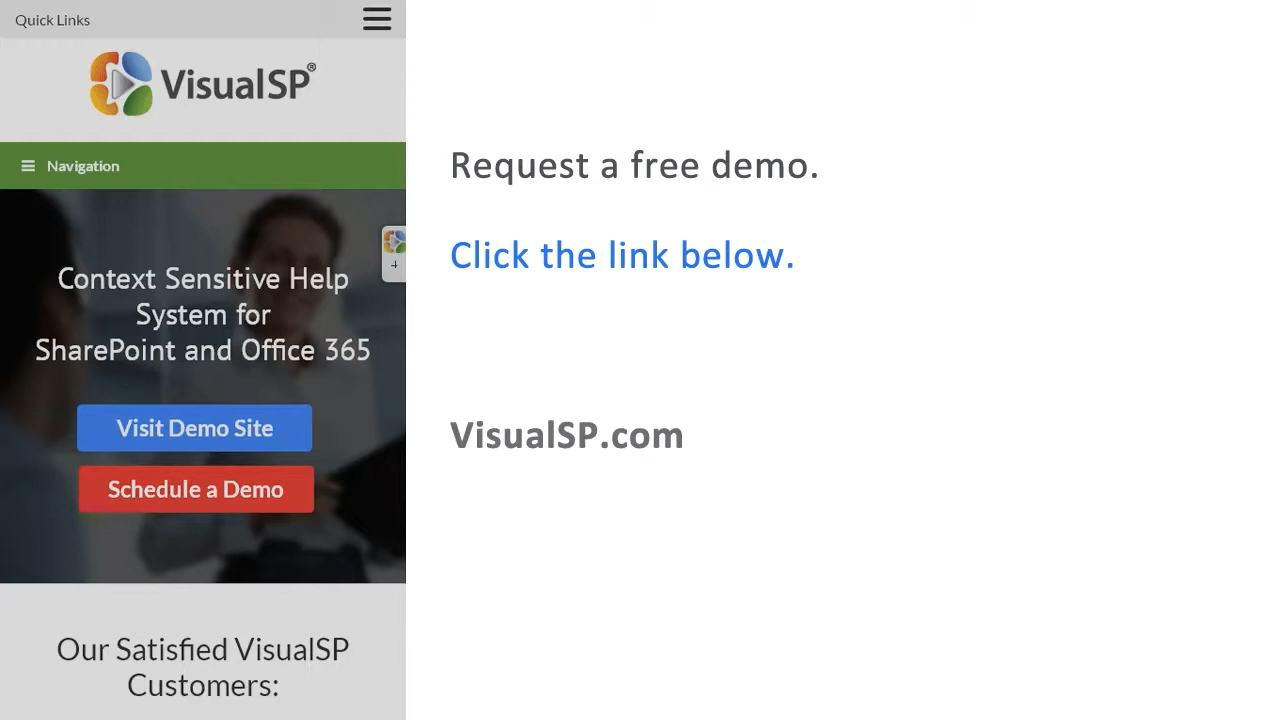 Quick Links
VisualSP®
Navigation
4
Context Sensitive Help
System for
SharePoint and Office 365
Visit Demo Site
Schedule a Demo
Our Satisfied VisualSP
Customers:
Request a free demo.
Click the link below.
VisualSP.com